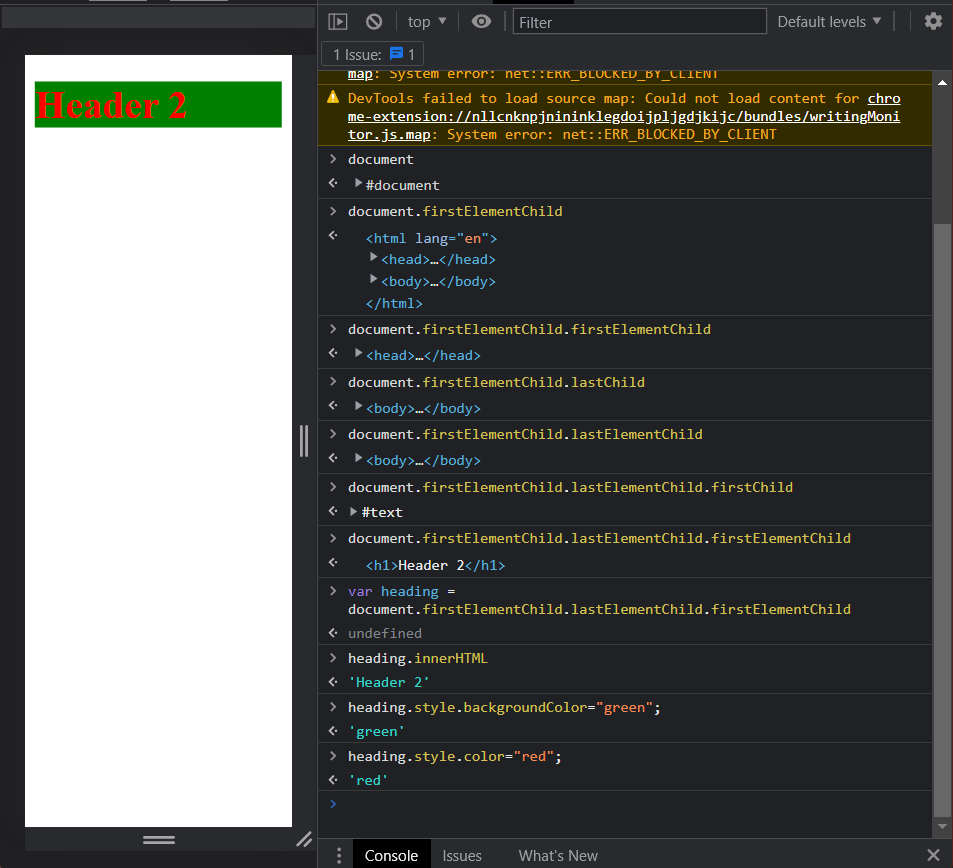 top
Filter
Default levels
1 Issue: 1
Header 2
map: System error: net::ERR_BLOCKED_BY_CLIENT
DevTools failed to load source map: Could not load content for chro
me-extension://nllcnknpjnininklegdoijpljgdjkijc/bundles/writingMoni
tor.js.map: System error: net::ERR_BLOCKED_BY_CLIENT
document
#document
document.firstElementChild
<html lang="en">
<head>…</head>
<body>…</body>
</html>
document.firstElementChild.firstElementChild
<head>…</head>
document.firstElementChild.lastChild
<body>…</body>
document.firstElementChild.lastElementChild
<body>…</body>
document.firstElementChild.lastElementChild.firstChild
#text
document.firstElementChild.lastElementChild.firstElementChild
<h1>Header 2</h1>
var heading =
document.firstElementChild.lastElementChild.firstElementChild
undefined
heading.innerHTML
'Header 2'
heading.style.backgroundColor="green";
'green'
heading.style.color="red";
'red'
Console Issues What's New